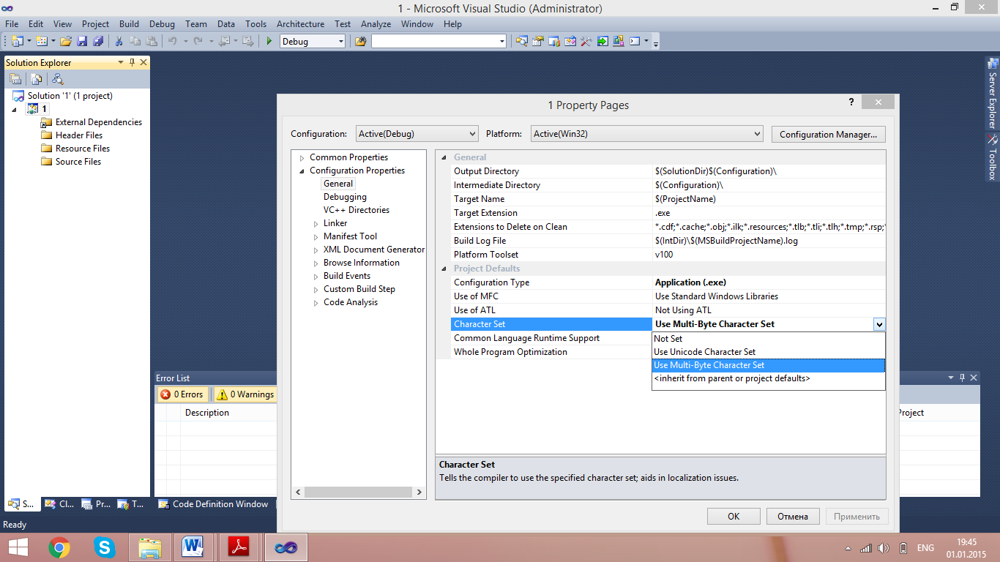 1 - Microsoft Visual Studio (Administrator)
File Edit View Project Build Debug Team Data Tools Architecture Test Analyze Window Help
Debug
Solution Explorer
Solution '1' (1 project)
1
External Dependencies
Header Files
Resource Files
Source Files
Server Explorer
Toolbox
1 Property Pages
?
Configuration: Active(Debug) Platform: Active(Win32) Configuration Manager...
Common Properties
Configuration Properties
General
Debugging
VC++ Directories
Linker
Manifest Tool
XML Document Generator
Browse Information
Build Events
Custom Build Step
Code Analysis
General
Output Directory $(SolutionDir)$(Configuration)\
Intermediate Directory $(Configuration)\
Target Name $(ProjectName)
Target Extension .exe
Extensions to Delete on Clean *.cdf;*.cache;*.obj;*.ilk;*.resources;*.tlb;*.tli;*.tlh;*.tmp;*.rsp;*
Build Log File $(IntDir)\$(MSBuildProjectName).log
Platform Toolset v100
Project Defaults
Configuration Type Application (.exe)
Use of MFC Use Standard Windows Libraries
Use of ATL Not Using ATL
Character Set Use Multi-Byte Character Set
Common Language Runtime Support
Whole Program Optimization
Not Set
Use Unicode Character Set
Use Multi-Byte Character Set
<inherit from parent or project defaults>
Character Set
Tells the compiler to use the specified character set; aids in localization issues.
OK Отмена Применить
Error List
0 Errors 0 Warnings
Description Project
S... Cl... Pr... T... Code Definition Window
Ready
ENG
19:45
01.01.2015